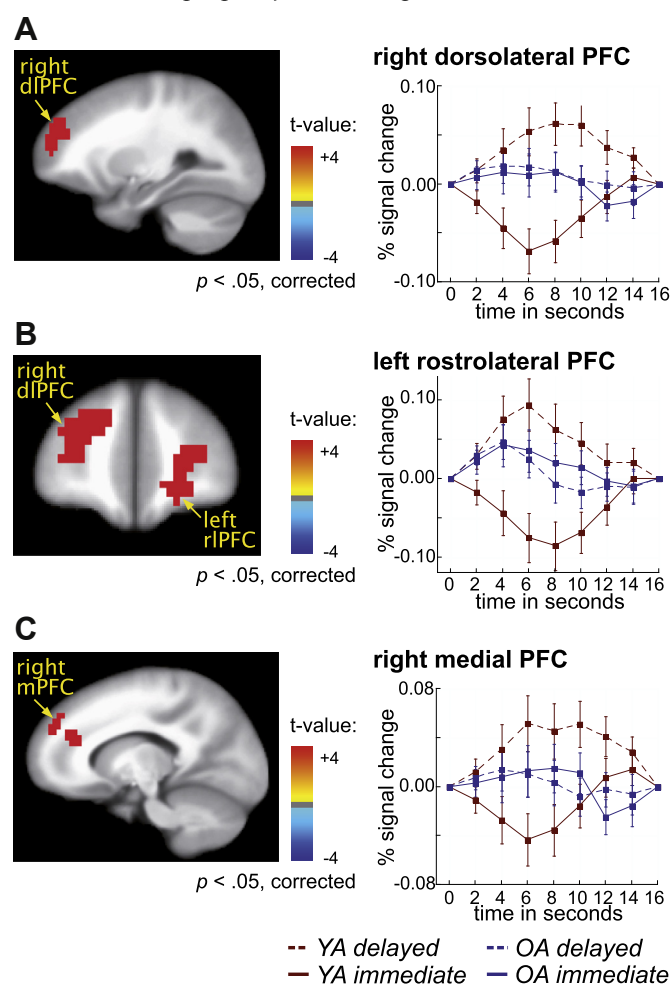 A
right
dlPFC
t-value:
+4
-4
p < .05, corrected
right dorsolateral PFC
% signal change
0.10
0.00
-0.10
0 2 4 6 8 10 12 14 16
time in seconds
B
right
dlPFC
left
rlPFC
t-value:
+4
-4
p < .05, corrected
left rostrolateral PFC
% signal change
0.10
0.00
-0.10
0 2 4 6 8 10 12 14 16
time in seconds
C
right
mPFC
t-value:
+4
-4
p < .05, corrected
right medial PFC
% signal change
0.08
0.00
-0.08
0 2 4 6 8 10 12 14 16
time in seconds
YA delayed OA delayed
YA immediate OA immediate